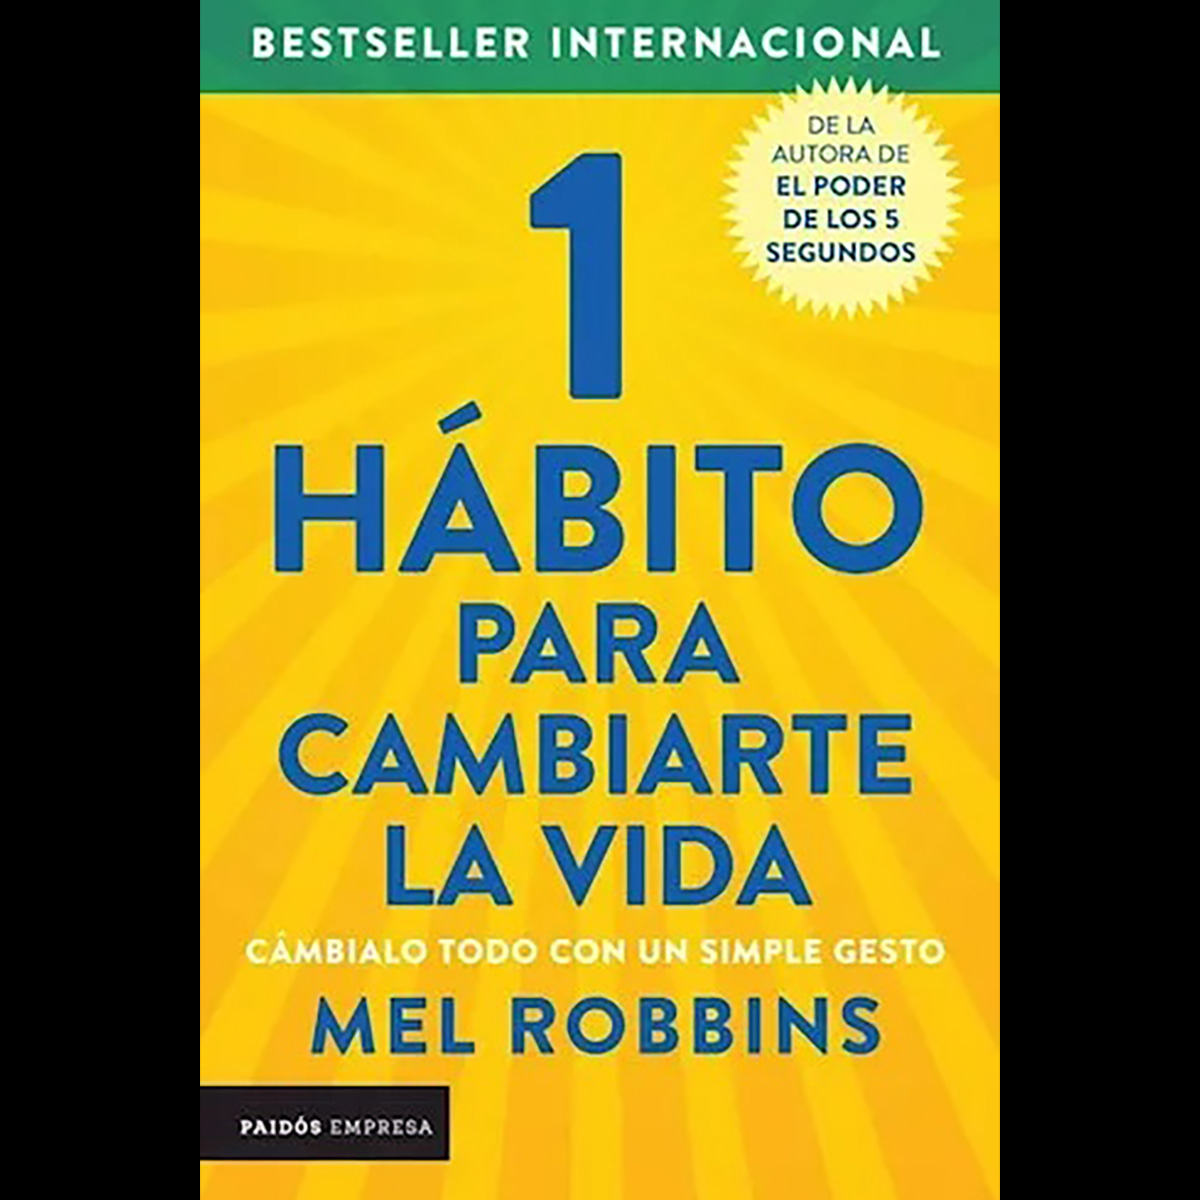 BESTSELLER INTERNACIONAL
DE LA
AUTORA DE
EL PODER
DE LOS 5
SEGUNDOS
1
HÁBITO
PARA
CAMBIARTE
LA VIDA
CÁMBIALO TODO CON UN SIMPLE GESTO
MEL ROBBINS
PAIDÓS EMPRESA